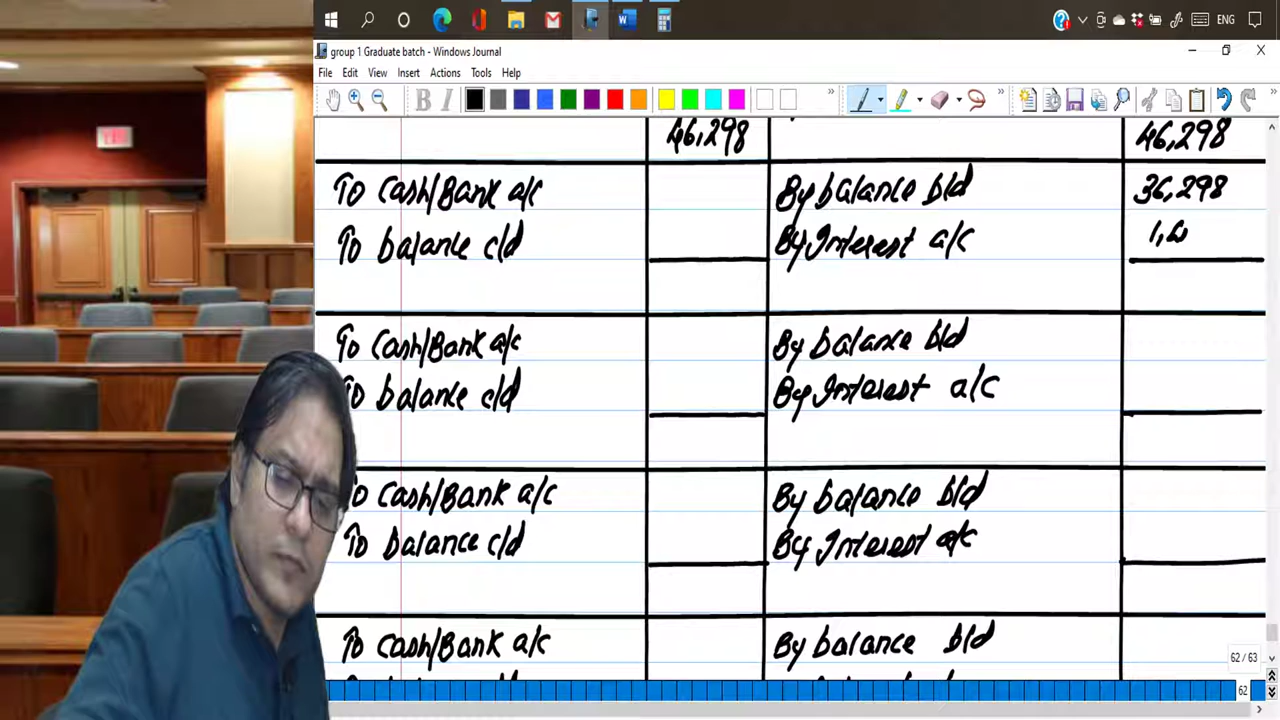 ENG
group 1 Graduate batch - Windows Journal
File Edit View Insert Actions Tools Help
46,298 46,298
To Cash/Bank a/c By balance b/d 36,298
To balance c/d By Interest a/c
To Cash/Bank a/c By balance b/d
To balance c/d By Interest a/c
To Cash/Bank a/c By balance b/d
To Balance c/d By Interest a/c
To Cash/Bank a/c By balance b/d
62 / 63
62